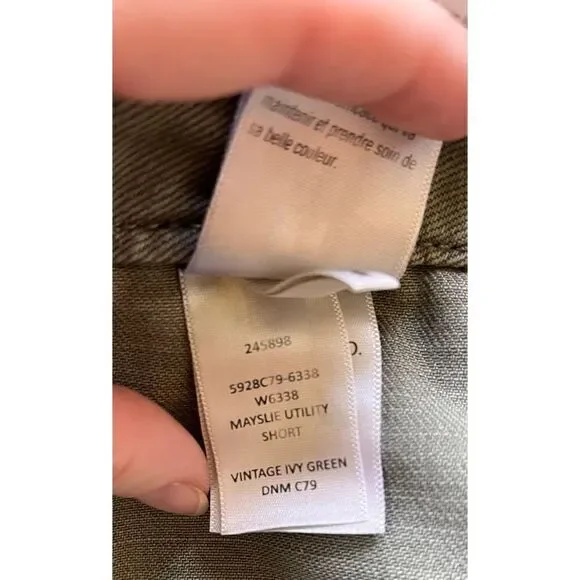 maintenir et prendre soin de
sa belle couleur.
245898
5928C79-6338
W6338
MAYSLIE UTILITY
SHORT
VINTAGE IVY GREEN
DNM C79